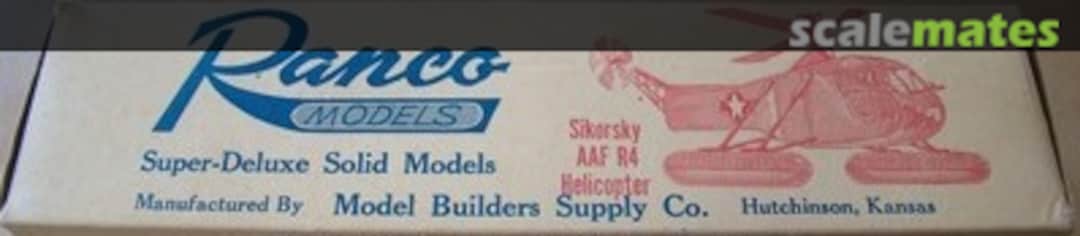 scalemates
Ranco
MODELS
Super-Deluxe Solid Models
Sikorsky
AAF R4
Helicopter
Manufactured By Model Builders Supply Co. Hutchinson, Kansas